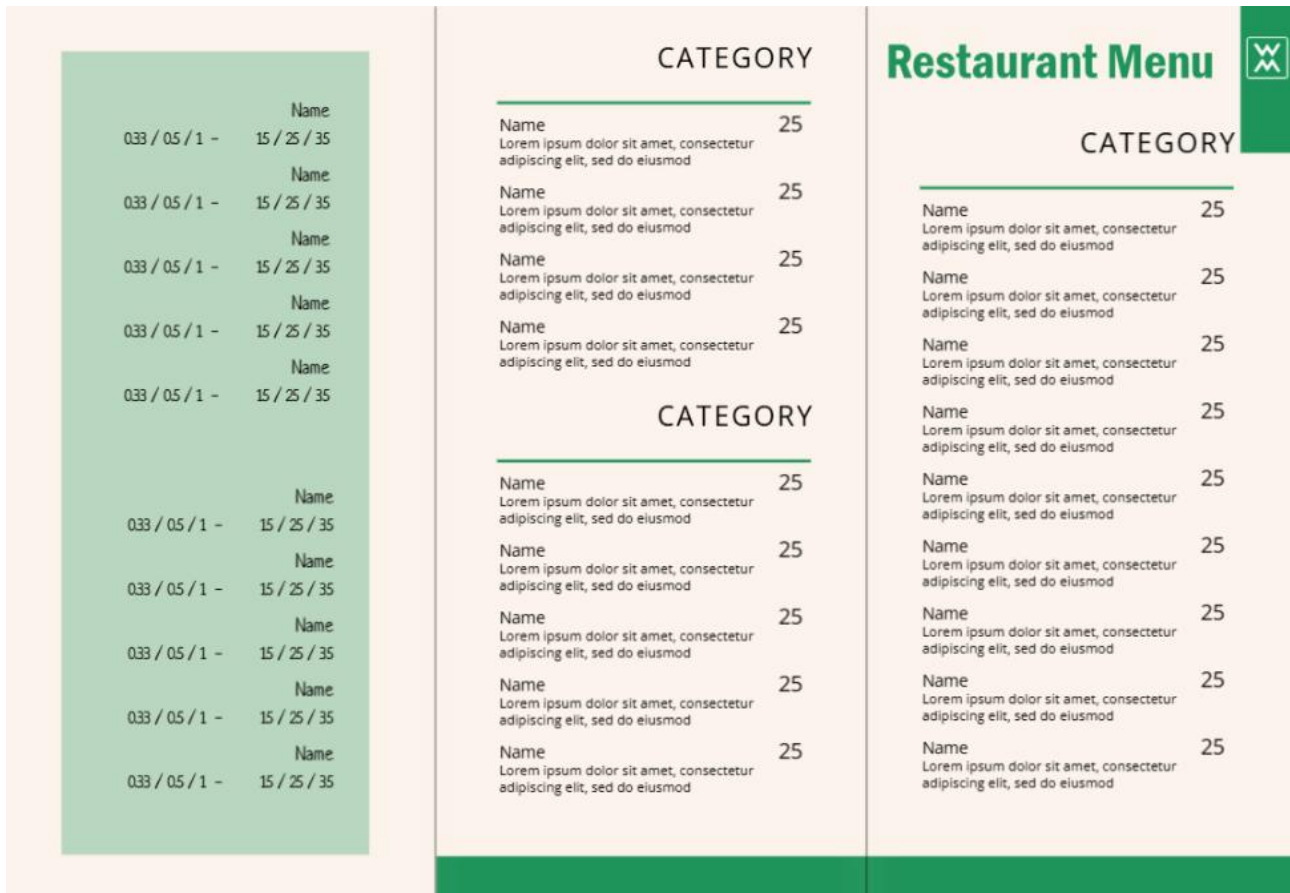 Name
0.33 / 0.5 / 1 – 15 / 25 / 35
Name
0.33 / 0.5 / 1 – 15 / 25 / 35
Name
0.33 / 0.5 / 1 – 15 / 25 / 35
Name
0.33 / 0.5 / 1 – 15 / 25 / 35
Name
0.33 / 0.5 / 1 – 15 / 25 / 35
Name
0.33 / 0.5 / 1 – 15 / 25 / 35
Name
0.33 / 0.5 / 1 – 15 / 25 / 35
Name
0.33 / 0.5 / 1 – 15 / 25 / 35
Name
0.33 / 0.5 / 1 – 15 / 25 / 35
Name
0.33 / 0.5 / 1 – 15 / 25 / 35
CATEGORY
Name 25
Lorem ipsum dolor sit amet, consectetur
adipiscing elit, sed do eiusmod
Name 25
Lorem ipsum dolor sit amet, consectetur
adipiscing elit, sed do eiusmod
Name 25
Lorem ipsum dolor sit amet, consectetur
adipiscing elit, sed do eiusmod
Name 25
Lorem ipsum dolor sit amet, consectetur
adipiscing elit, sed do eiusmod
CATEGORY
Name 25
Lorem ipsum dolor sit amet, consectetur
adipiscing elit, sed do eiusmod
Name 25
Lorem ipsum dolor sit amet, consectetur
adipiscing elit, sed do eiusmod
Name 25
Lorem ipsum dolor sit amet, consectetur
adipiscing elit, sed do eiusmod
Name 25
Lorem ipsum dolor sit amet, consectetur
adipiscing elit, sed do eiusmod
Name 25
Lorem ipsum dolor sit amet, consectetur
adipiscing elit, sed do eiusmod
Restaurant Menu
W
M
CATEGORY
Name 25
Lorem ipsum dolor sit amet, consectetur
adipiscing elit, sed do eiusmod
Name 25
Lorem ipsum dolor sit amet, consectetur
adipiscing elit, sed do eiusmod
Name 25
Lorem ipsum dolor sit amet, consectetur
adipiscing elit, sed do eiusmod
Name 25
Lorem ipsum dolor sit amet, consectetur
adipiscing elit, sed do eiusmod
Name 25
Lorem ipsum dolor sit amet, consectetur
adipiscing elit, sed do eiusmod
Name 25
Lorem ipsum dolor sit amet, consectetur
adipiscing elit, sed do eiusmod
Name 25
Lorem ipsum dolor sit amet, consectetur
adipiscing elit, sed do eiusmod
Name 25
Lorem ipsum dolor sit amet, consectetur
adipiscing elit, sed do eiusmod
Name 25
Lorem ipsum dolor sit amet, consectetur
adipiscing elit, sed do eiusmod